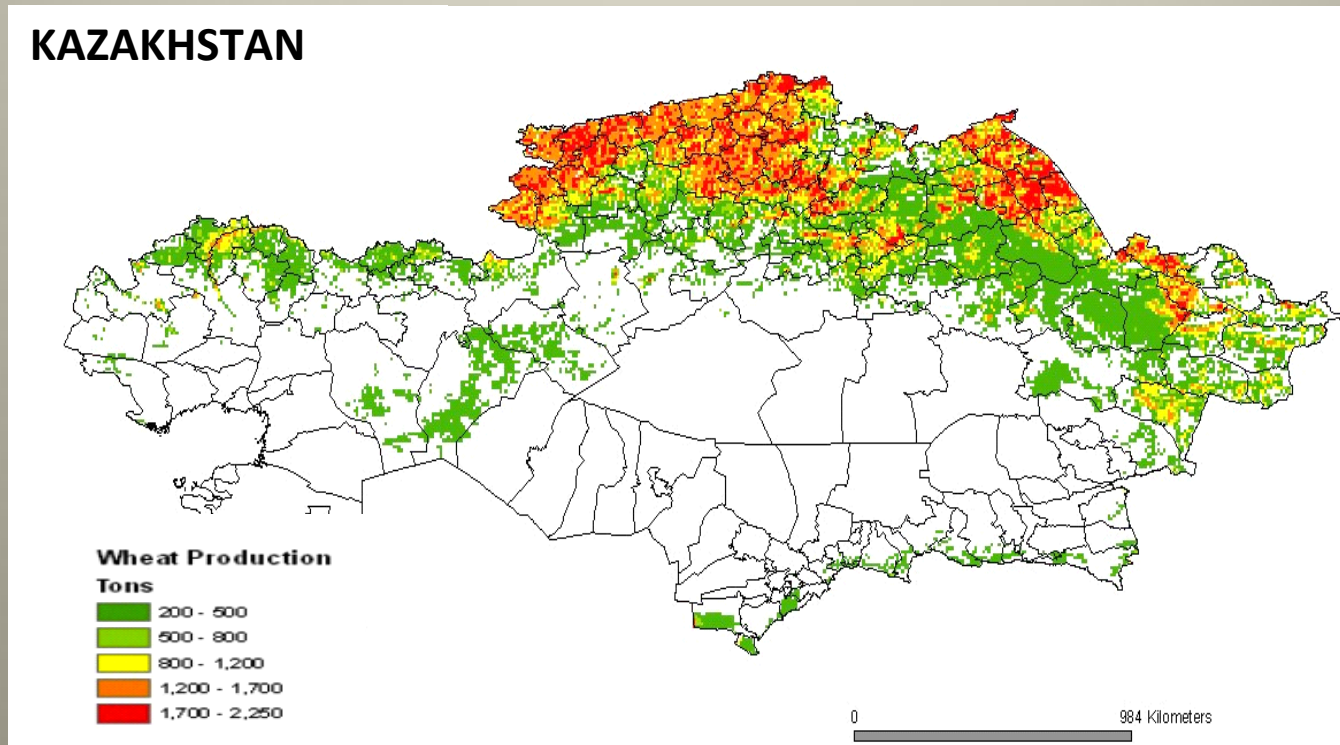 KAZAKHSTAN
Wheat Production
Tons
200 - 500
500 - 800
800 - 1,200
1,200 - 1,700
1,700 - 2,250
0 984 Kilometers